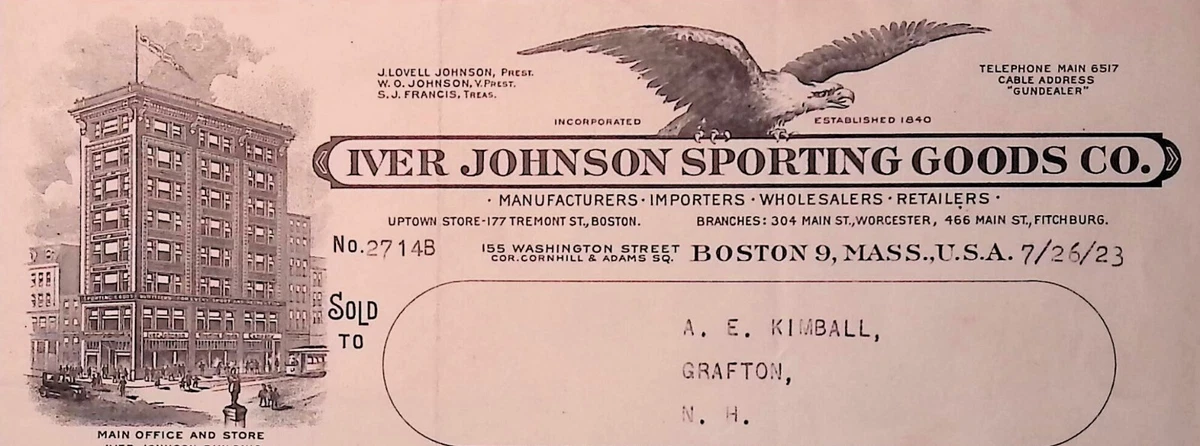 J. LOVELL JOHNSON, PREST.
W. O. JOHNSON, V. PREST.
S. J. FRANCIS, TREAS.
TELEPHONE MAIN 6517
CABLE ADDRESS
"GUNDEALER"
INCORPORATED ESTABLISHED 1840
IVER JOHNSON SPORTING GOODS CO.
· MANUFACTURERS · IMPORTERS · WHOLESALERS · RETAILERS ·
UPTOWN STORE-177 TREMONT ST., BOSTON. BRANCHES: 304 MAIN ST., WORCESTER, 466 MAIN ST., FITCHBURG.
No. 2714B
155 WASHINGTON STREET
COR. CORNHILL & ADAMS SQ.
BOSTON 9, MASS., U.S.A. 7/26/23
SOLD
TO
A. E. KIMBALL,
GRAFTON,
N. H.
SPORTING GOODS
MAIN OFFICE AND STORE